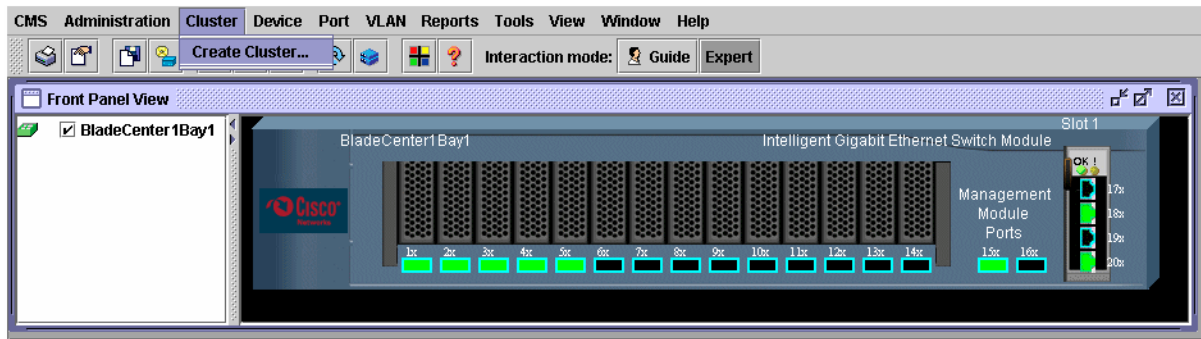 CMS Administration Cluster Device Port VLAN Reports Tools View Window Help
Create Cluster...
Interaction mode: Guide Expert
Front Panel View
BladeCenter1Bay1
BladeCenter1Bay1 Intelligent Gigabit Ethernet Switch Module
Slot 1
OK !
CISCO
Management
Module
Ports
17x
18x
19x
20x
1x 2x 3x 4x 5x 6x 7x 8x 9x 10x 11x 12x 13x 14x 15x 16x